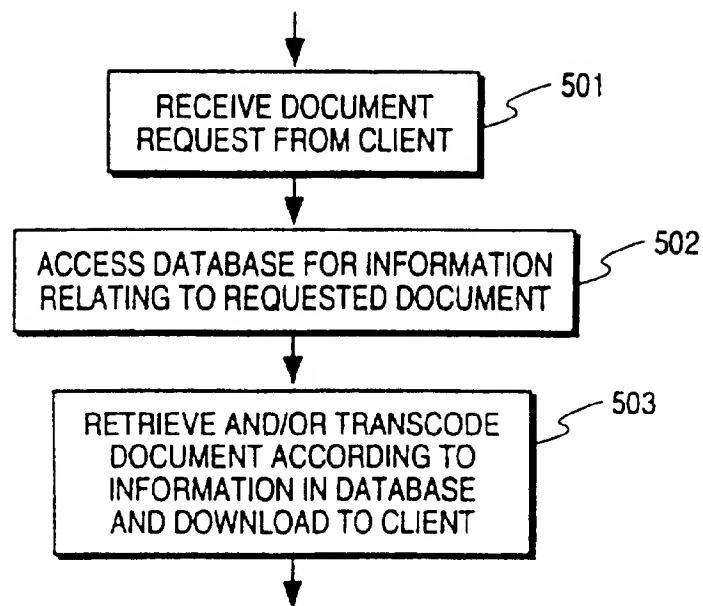 RECEIVE DOCUMENT
REQUEST FROM CLIENT
501
ACCESS DATABASE FOR INFORMATION
RELATING TO REQUESTED DOCUMENT
502
RETRIEVE AND/OR TRANSCODE
DOCUMENT ACCORDING TO
INFORMATION IN DATABASE
AND DOWNLOAD TO CLIENT
503